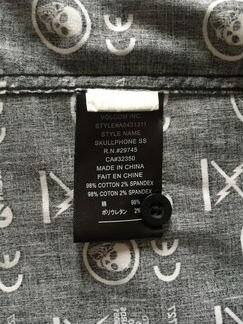 VOLCOM INC.
STYLE#A0431311
STYLE NAME
SKULLPHONE SS
R.N.#29745
CA#32350
MADE IN CHINA
FAIT EN CHINE
98% COTTON 2% SPANDEX
98% COTON 2% SPANDEX
綿 98%
ポリウレタン 2%